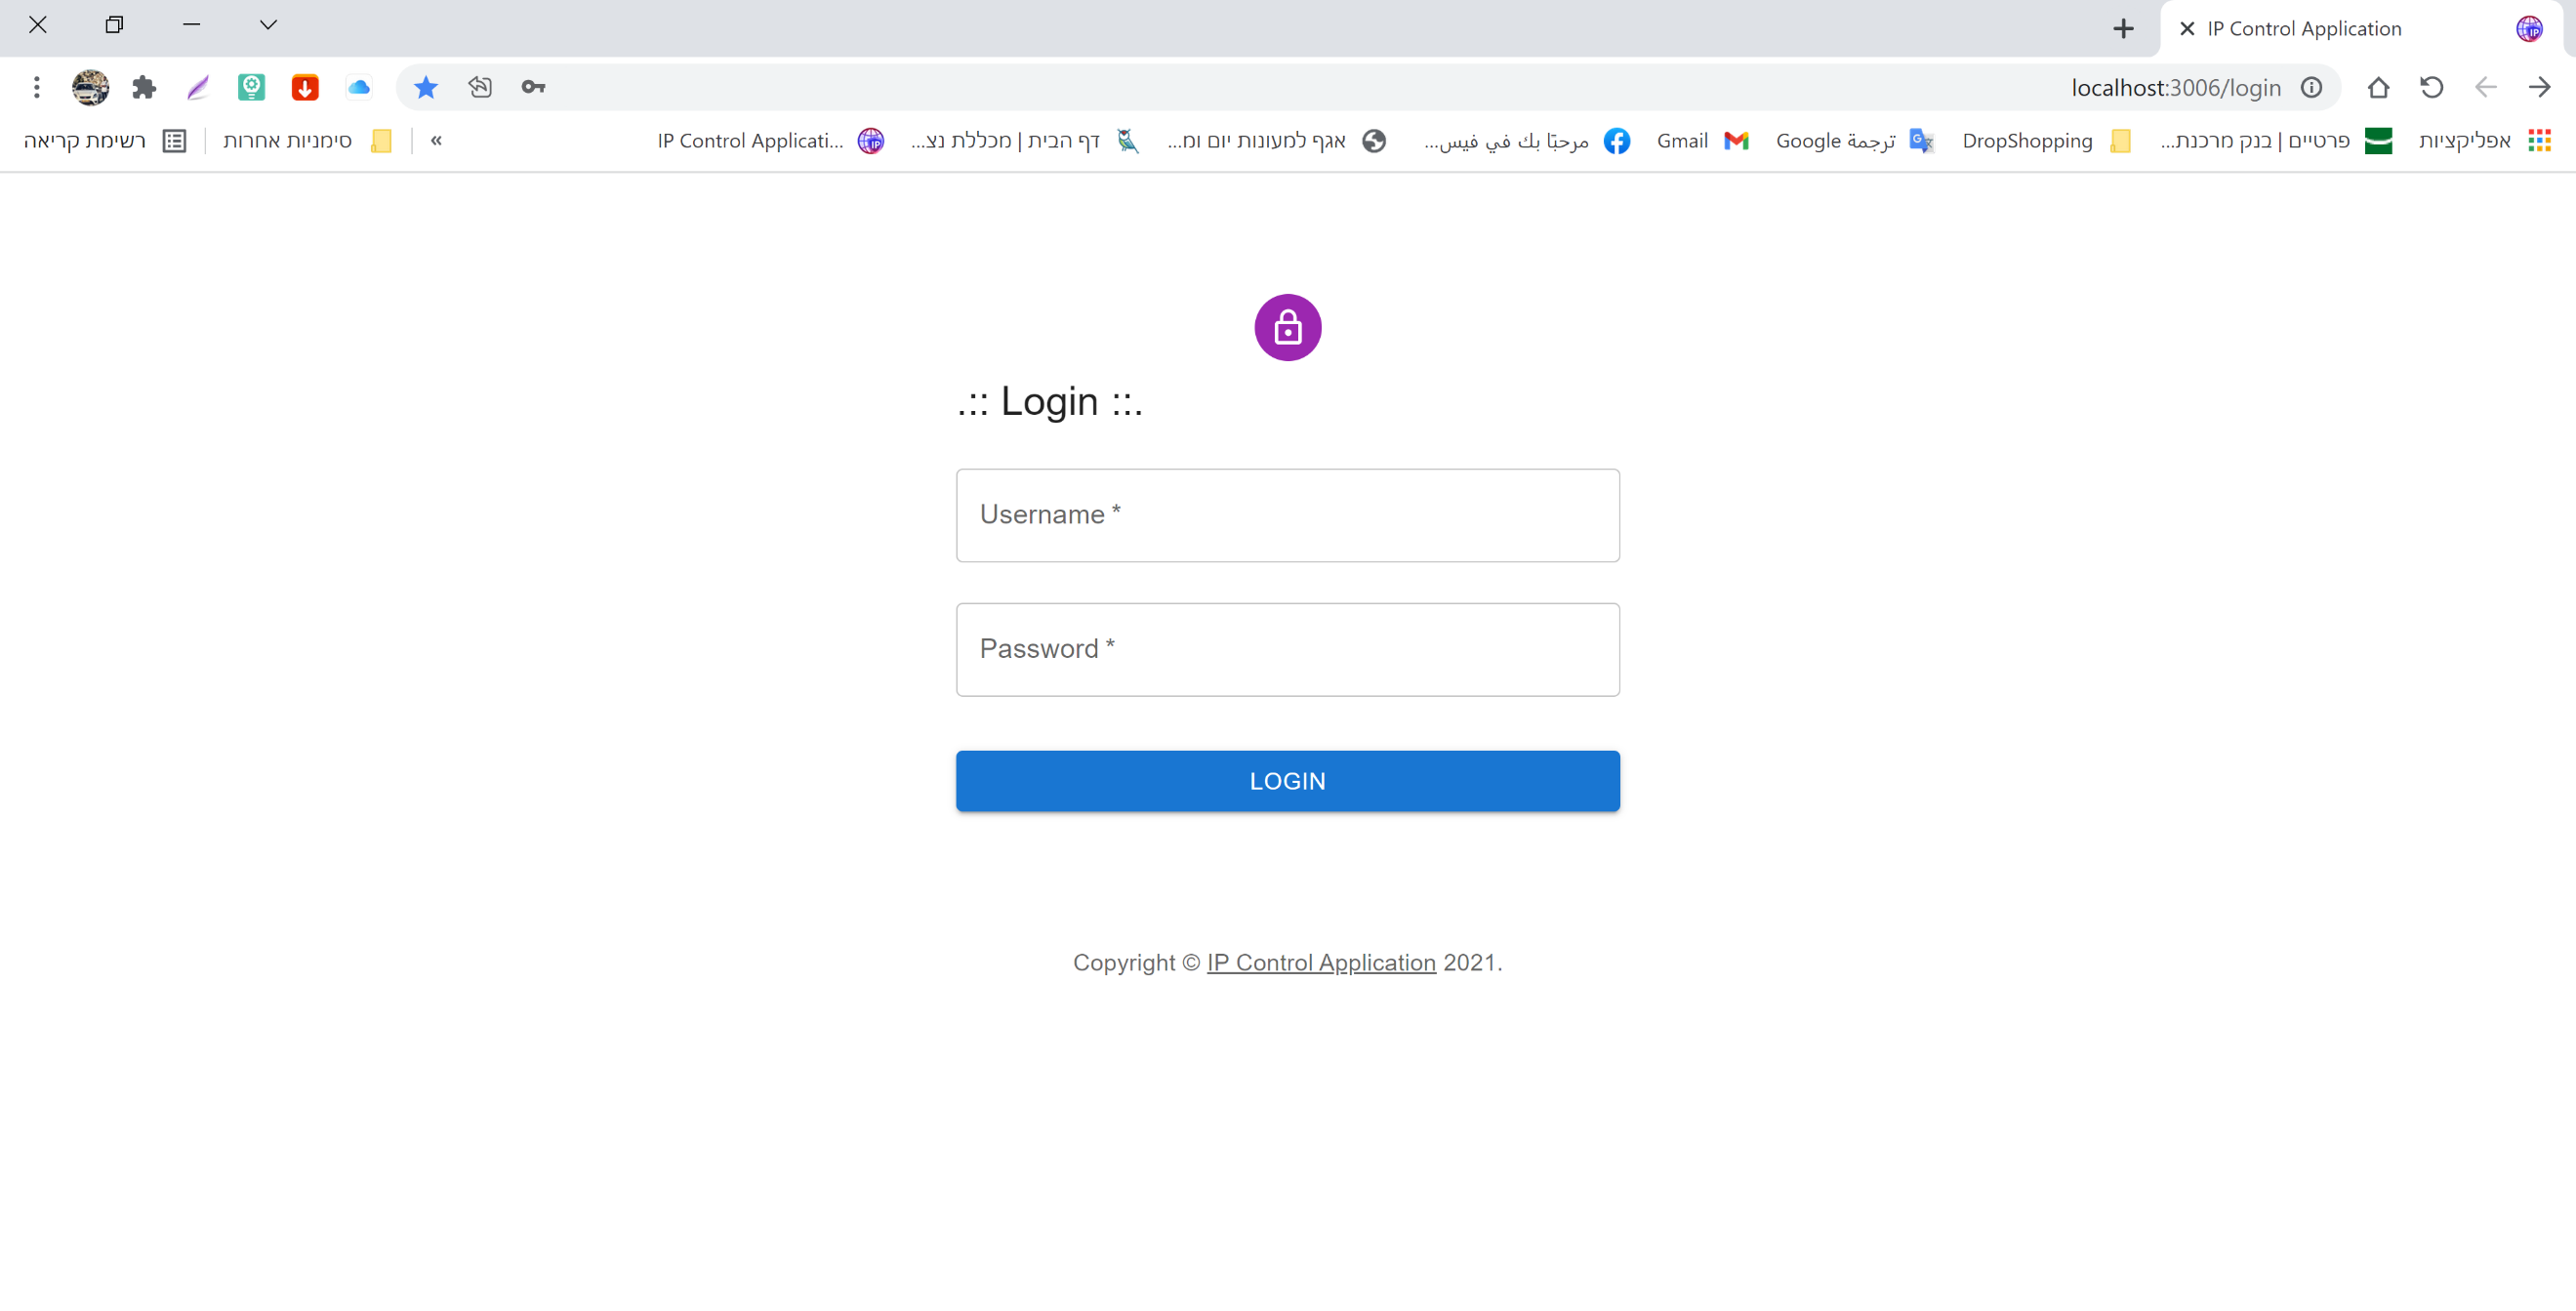 IP Control Application
localhost:3006/login
אפליקציות
פרטיים | בנק מרכנת...
DropShopping
ترجمة Google
Gmail
مرحبًا بك في فيس...
אגף למעונות יום ומ...
דף הבית | מכללת נצ...
IP Control Applicati...
»
סימניות אחרות
רשימת קריאה
.:: Login ::.
Username *
Password *
LOGIN
Copyright © IP Control Application 2021.